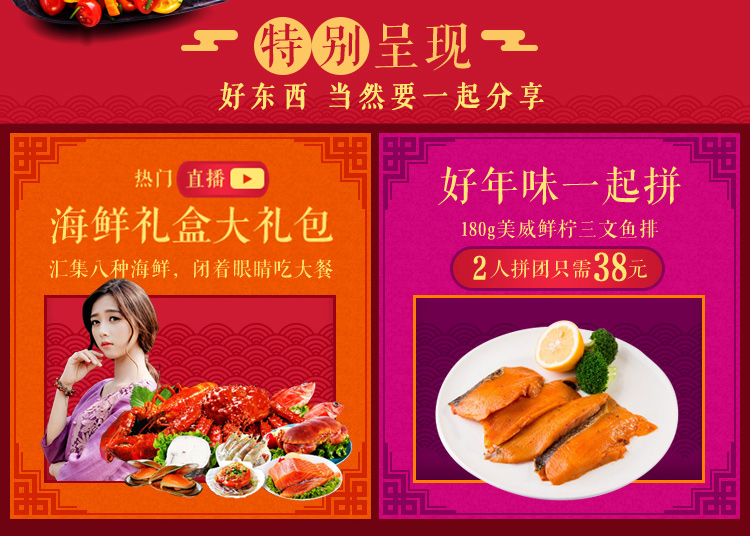 特别呈现
好东西 当然要一起分享
热门 直播
海鲜礼盒大礼包
汇集八种海鲜，闭着眼睛吃大餐
好年味一起拼
180g美威鲜柠三文鱼排
2人拼团只需38元